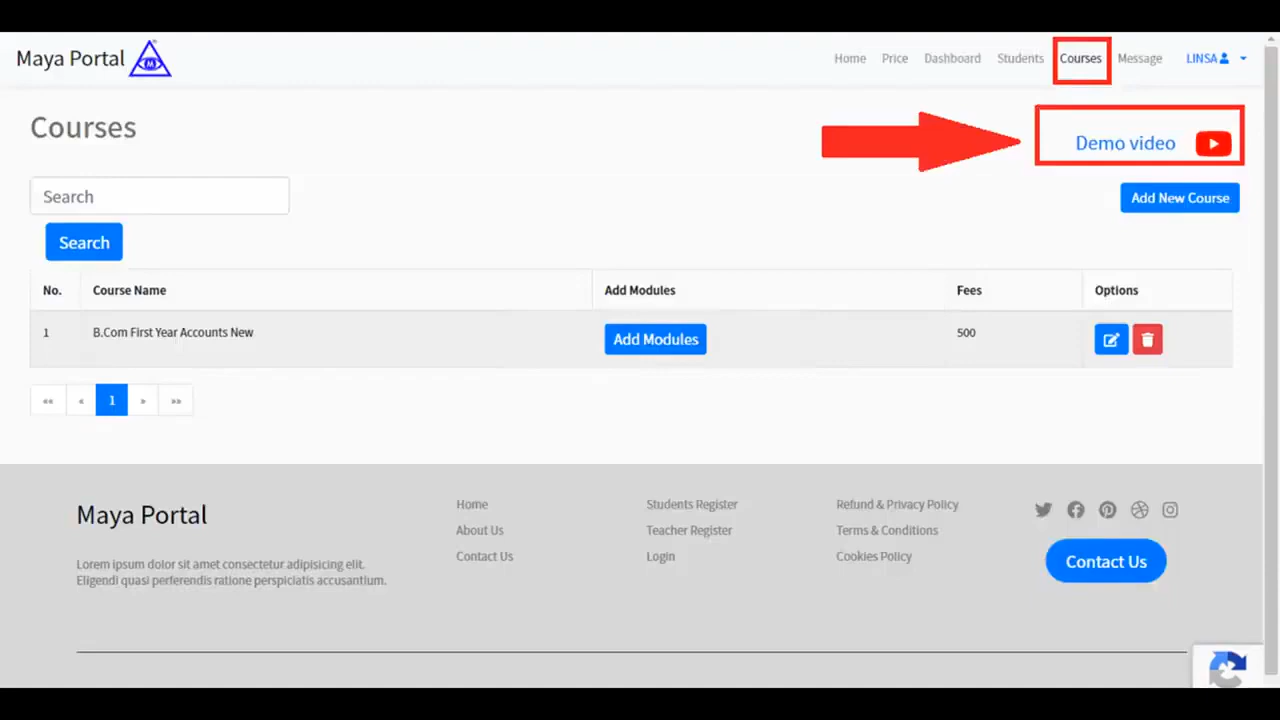 Maya Portal
Home Price Dashboard Students Courses Message LINSA
Courses
Demo video
Search
Add New Course
Search
No. Course Name Add Modules Fees Options
1 B.Com First Year Accounts New Add Modules 500
«« « 1 » »»
Maya Portal
Lorem ipsum dolor sit amet consectetur adipisicing elit.
Eligendi quasi perferendis ratione perspiciatis accusantium.
Home
About Us
Contact Us
Students Register
Teacher Register
Login
Refund & Privacy Policy
Terms & Conditions
Cookies Policy
Contact Us